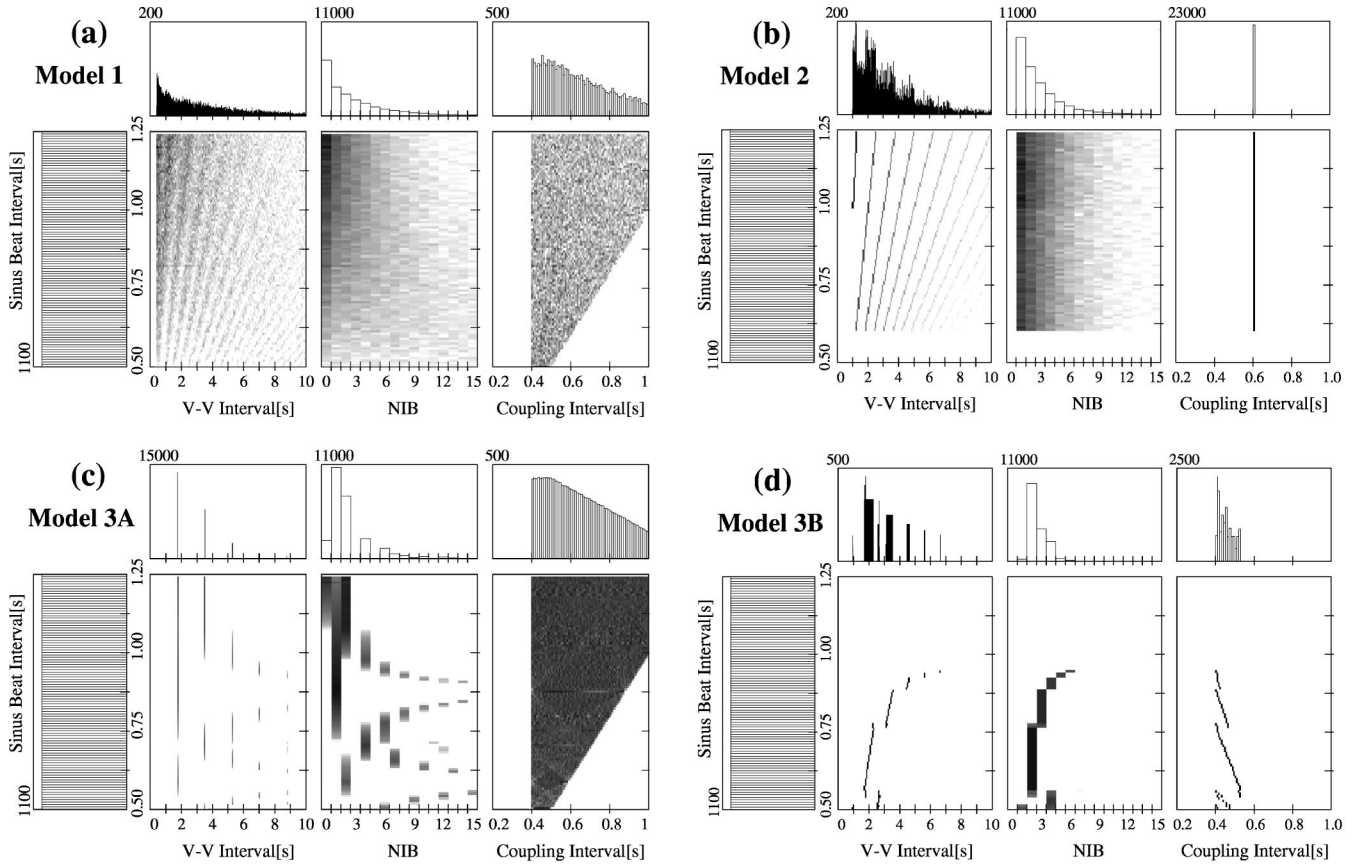 (a)
Model 1
200
11000
500
Sinus Beat Interval[s]
1100
0.50 0.75 1.00 1.25
0 2 4 6 8 10
V-V Interval[s]
0 3 6 9 12 15
NIB
0.2 0.4 0.6 0.8 1
Coupling Interval[s]
(b)
Model 2
200
11000
23000
Sinus Beat Interval[s]
1100
0.50 0.75 1.00 1.25
0 2 4 6 8 10
V-V Interval[s]
0 3 6 9 12 15
NIB
0.2 0.4 0.6 0.8 1.0
Coupling Interval[s]
(c)
Model 3A
15000
11000
500
Sinus Beat Interval[s]
1100
0.50 0.75 1.00 1.25
0 2 4 6 8 10
V-V Interval[s]
0 3 6 9 12 15
NIB
0.2 0.4 0.6 0.8 1
Coupling Interval[s]
(d)
Model 3B
500
11000
2500
Sinus Beat Interval[s]
1100
0.50 0.75 1.00 1.25
0 2 4 6 8 10
V-V Interval[s]
0 3 6 9 12 15
NIB
0.2 0.4 0.6 0.8 1.0
Coupling Interval[s]